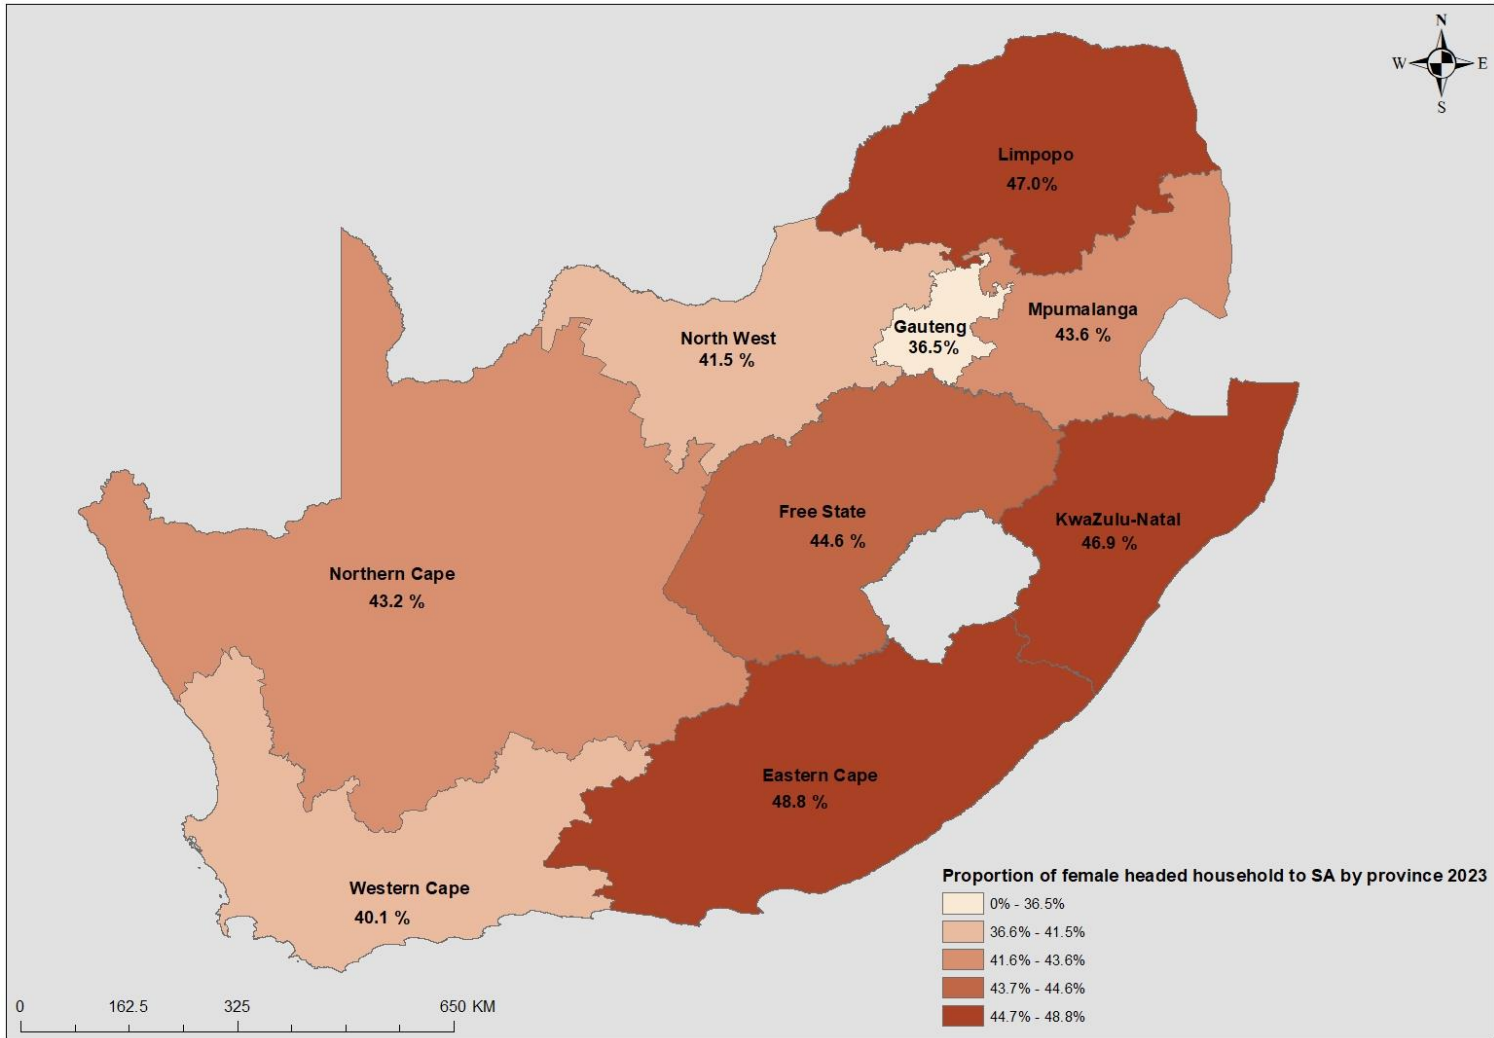 N
W E
S
Limpopo
47.0%
Mpumalanga
43.6 %
Gauteng
36.5%
North West
41.5 %
Free State
44.6 %
KwaZulu-Natal
46.9 %
Northern Cape
43.2 %
Eastern Cape
48.8 %
Western Cape
40.1 %
Proportion of female headed household to SA by province 2023
0% - 36.5%
36.6% - 41.5%
41.6% - 43.6%
43.7% - 44.6%
44.7% - 48.8%
0 162.5 325 650 KM